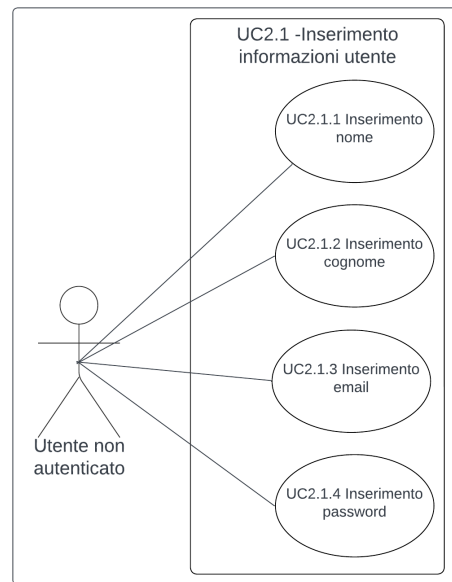 UC2.1 -Inserimento
informazioni utente
UC2.1.1 Inserimento
nome
UC2.1.2 Inserimento
cognome
UC2.1.3 Inserimento
email
UC2.1.4 Inserimento
password
Utente non
autenticato